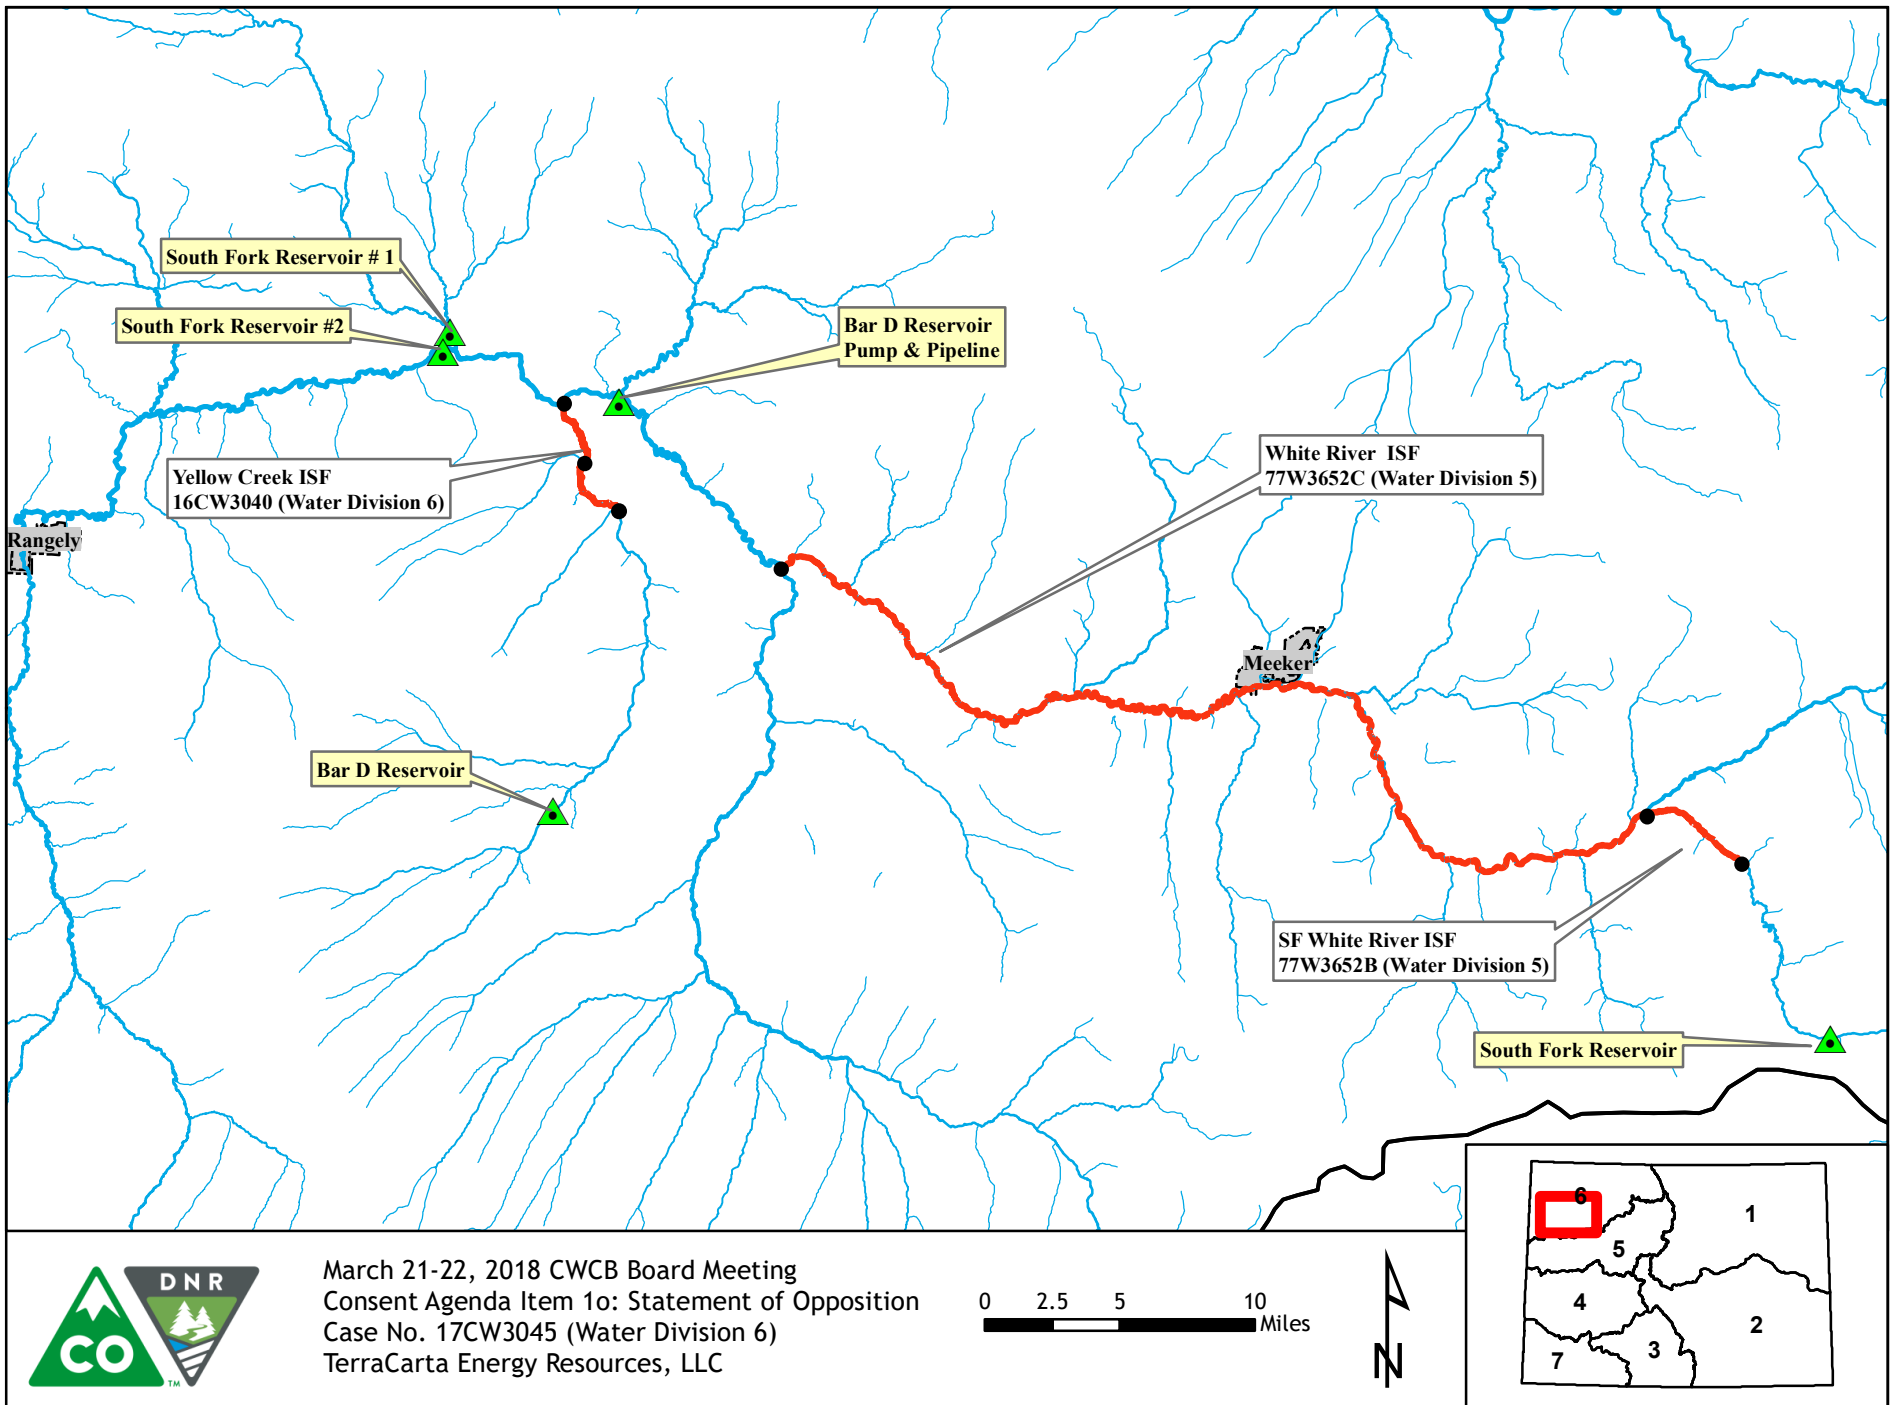 South Fork Reservoir # 1
South Fork Reservoir #2
Bar D Reservoir
Pump & Pipeline
Yellow Creek ISF
16CW3040 (Water Division 6)
White River ISF
77W3652C (Water Division 5)
Rangely
Meeker
Bar D Reservoir
SF White River ISF
77W3652B (Water Division 5)
South Fork Reservoir
CO
TM
DNR
March 21-22, 2018 CWCB Board Meeting
Consent Agenda Item 1o: Statement of Opposition
Case No. 17CW3045 (Water Division 6)
TerraCarta Energy Resources, LLC
0 2.5 5 10
Miles
N
6
1
5
4
2
3
7